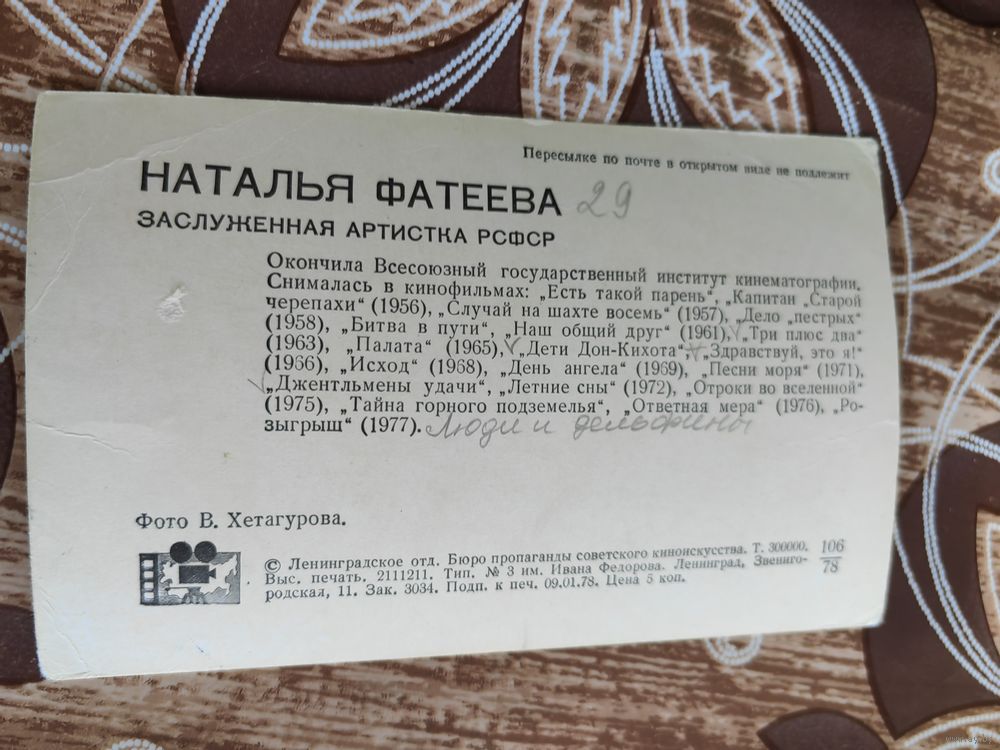 Пересылке по почте в открытом виде не подлежит
НАТАЛЬЯ ФАТЕЕВА 29
ЗАСЛУЖЕННАЯ АРТИСТКА РСФСР
Окончила Всесоюзный государственный институт кинематографии.
Снималась в кинофильмах: „Есть такой парень“, „Капитан „Старой
черепахи“ (1956), „Случай на шахте восемь“ (1957), „Дело „пестрых“
(1958), „Битва в пути“, „Наш общий друг“ (1961), „Три плюс два“
(1963), „Палата“ (1965), „Дети Дон-Кихота“, „Здравствуй, это я!“
(1966), „Исход“ (1968), „День ангела“ (1969), „Песни моря“ (1971),
„Джентльмены удачи“, „Летние сны“ (1972), „Отроки во вселенной“
(1975), „Тайна горного подземелья“, „Ответная мера“ (1976), „Ро-
зыгрыш“ (1977). Люди и дельфины
Фото В. Хетагурова.
© Ленинградское отд. Бюро пропаганды советского киноискусства. Т. 300000.
Выс. печать. 2111211. Тип. № 3 им. Ивана Федорова. Ленинград, Звениго-
родская, 11. Зак. 3034. Подп. к печ. 09.01.78. Цена 5 коп.
106
78